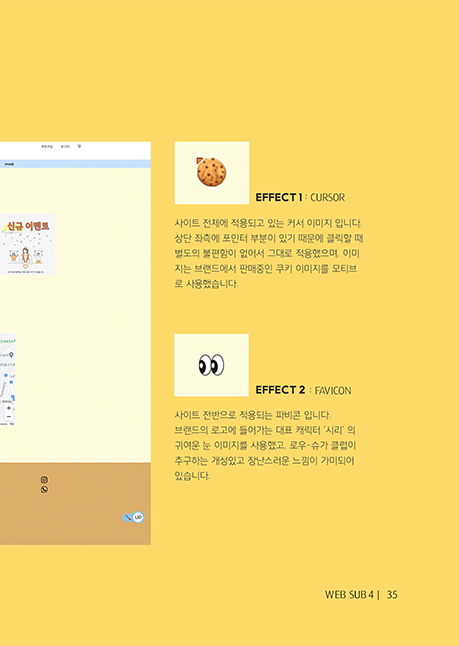 회원가입 로그인
event
신규 이벤트
UP
EFFECT 1 : CURSOR
사이트 전체에 적용되고 있는 커서 이미지 입니다.
상단 좌측에 포인터 부분이 있기 때문에 클릭할 때
별도의 불편함이 없어서 그대로 적용했으며, 이미
지는 브랜드에서 판매중인 쿠키 이미지를 모티브
로 사용했습니다.
EFFECT 2 : FAVICON
사이트 전반으로 적용되는 파비콘 입니다.
브랜드의 로고에 들어가는 대표 캐릭터 '시리' 의
귀여운 눈 이미지를 사용했고, 로우-슈가 클럽이
추구하는 개성있고 장난스러운 느낌이 가미되어
있습니다.
WEB SUB 4 | 35